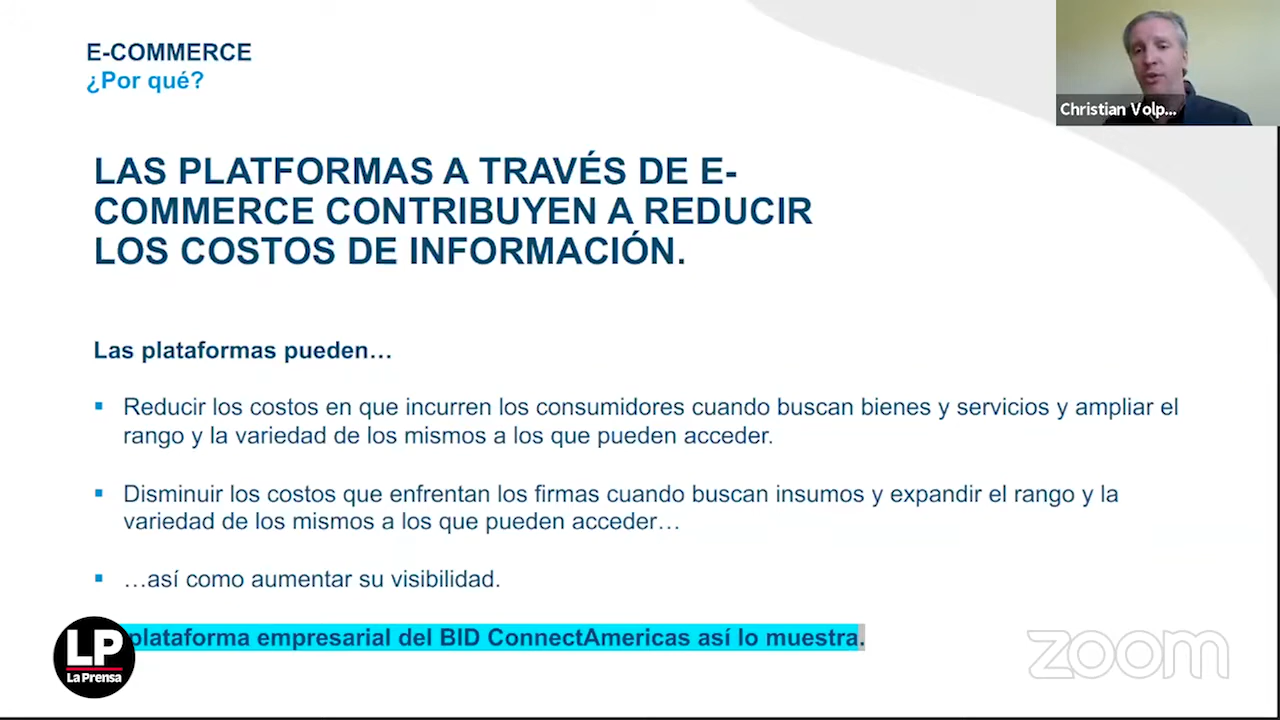 E-COMMERCE
¿Por qué?
Christian Volp...
LAS PLATFORMAS A TRAVÉS DE E-
COMMERCE CONTRIBUYEN A REDUCIR
LOS COSTOS DE INFORMACIÓN.
Las plataformas pueden…
▪ Reducir los costos en que incurren los consumidores cuando buscan bienes y servicios y ampliar el
rango y la variedad de los mismos a los que pueden acceder.
▪ Disminuir los costos que enfrentan los firmas cuando buscan insumos y expandir el rango y la
variedad de los mismos a los que pueden acceder…
▪ …así como aumentar su visibilidad.
plataforma empresarial del BID ConnectAmericas así lo muestra.
LP
La Prensa
zoom